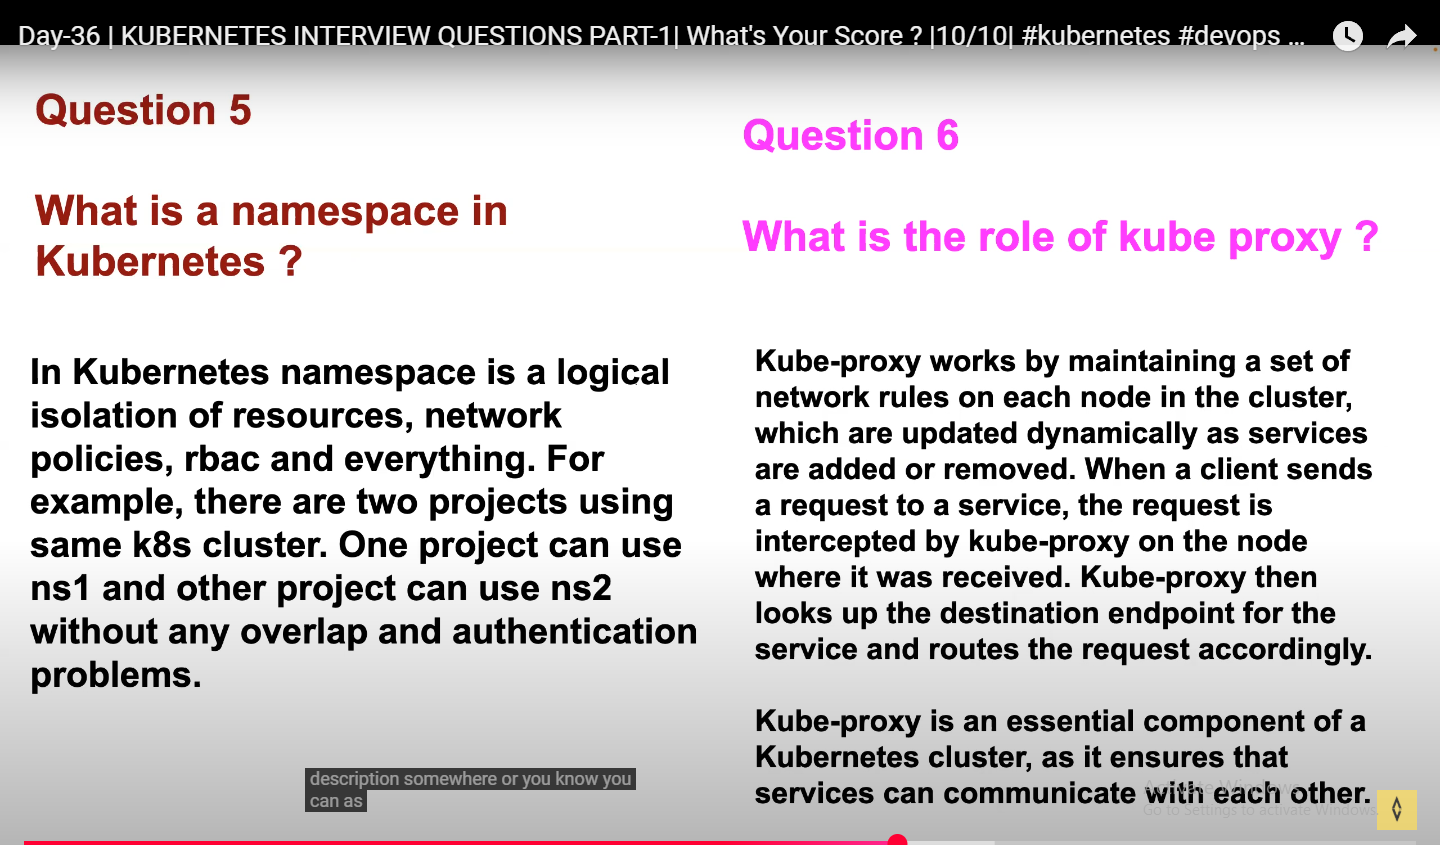 Day-36 | KUBERNETES INTERVIEW QUESTIONS PART-1| What's Your Score ? |10/10| #kubernetes #devops ...
Question 5
What is a namespace in
Kubernetes ?
In Kubernetes namespace is a logical
isolation of resources, network
policies, rbac and everything. For
example, there are two projects using
same k8s cluster. One project can use
ns1 and other project can use ns2
without any overlap and authentication
problems.
Question 6
What is the role of kube proxy ?
Kube-proxy works by maintaining a set of
network rules on each node in the cluster,
which are updated dynamically as services
are added or removed. When a client sends
a request to a service, the request is
intercepted by kube-proxy on the node
where it was received. Kube-proxy then
looks up the destination endpoint for the
service and routes the request accordingly.
Kube-proxy is an essential component of a
Kubernetes cluster, as it ensures that
services can communicate with each other.
description somewhere or you know you
can as
Activate Windows
Go to Settings to activate Windows.